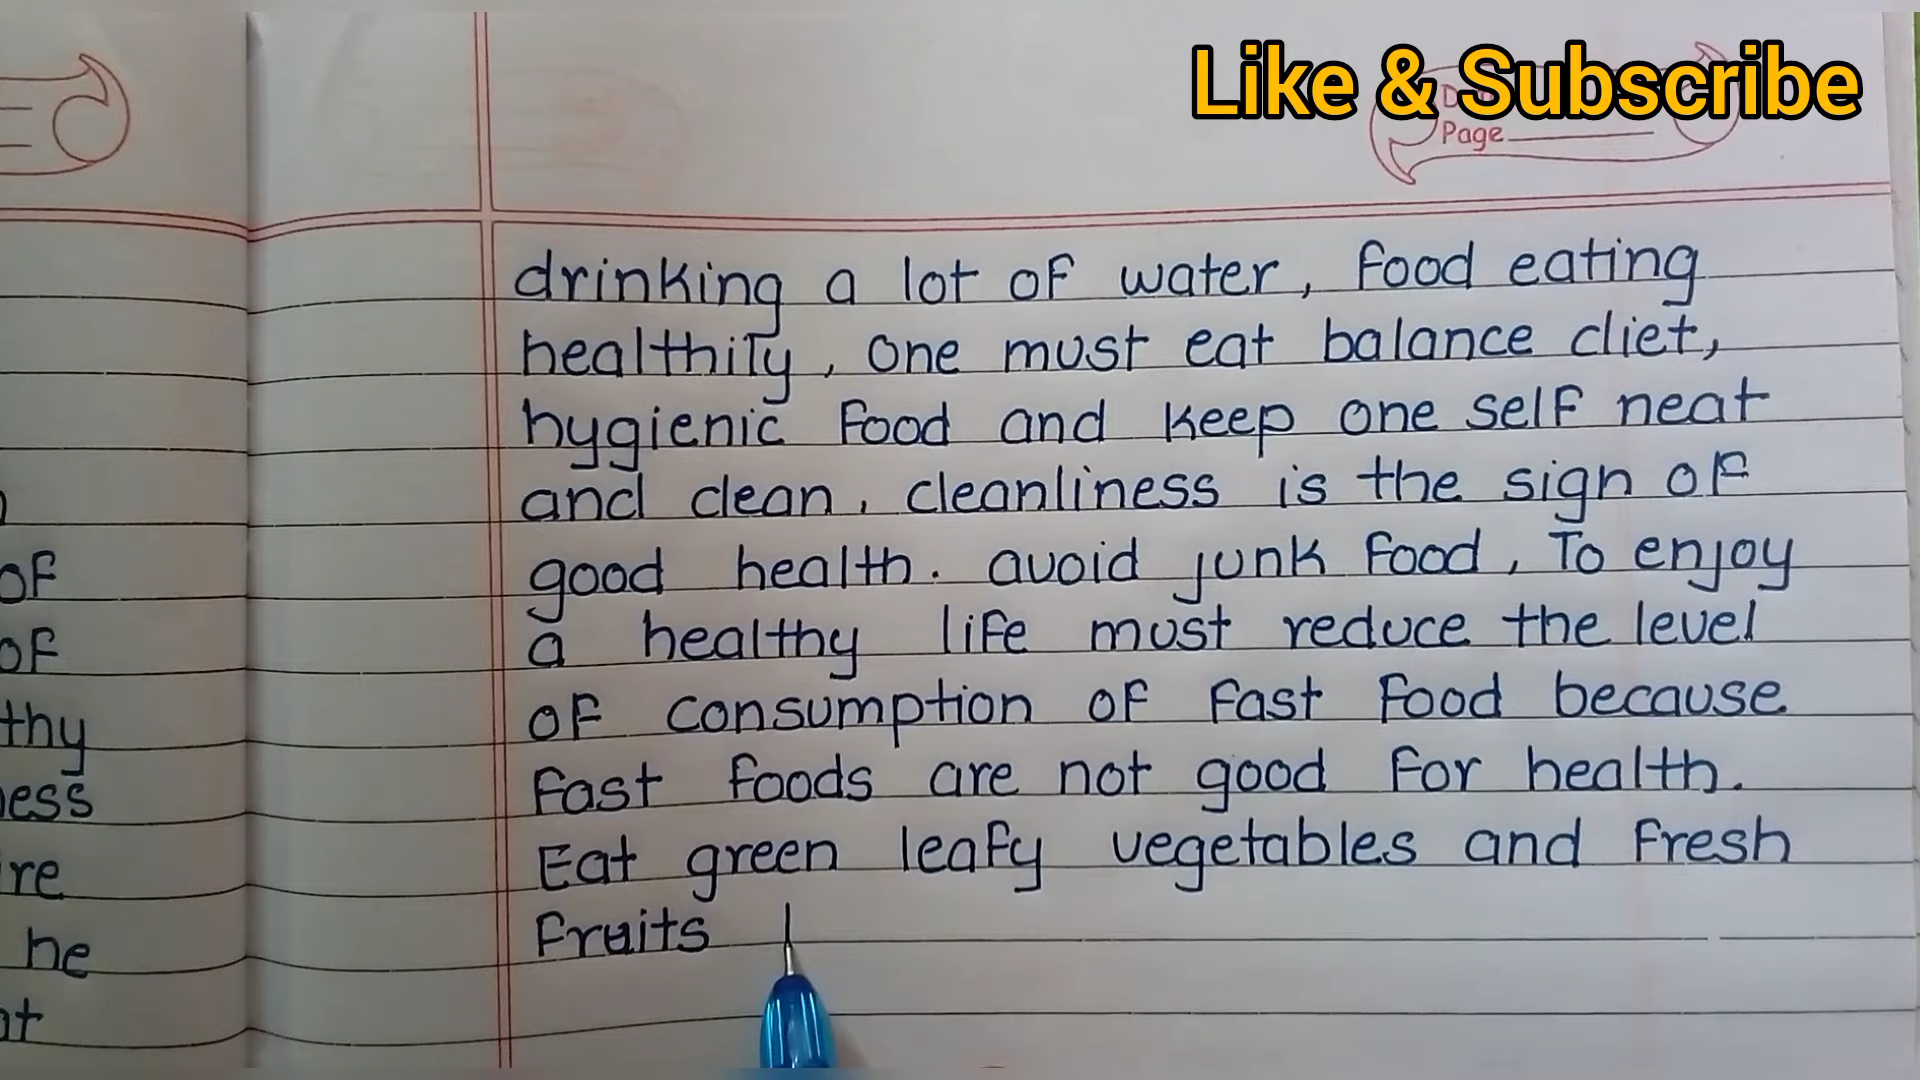 Like & Subscribe
Page
drinking a lot of water, food eating
healthily, one must eat balance diet,
hygienic food and keep one self neat
and clean, cleanliness is the sign of
good health. avoid junk food, To enjoy
a healthy life must reduce the level
of consumption of fast food because
fast foods are not good for health.
Eat green leafy vegetables and fresh
fruits
of
of
thy
ess
re
he
at